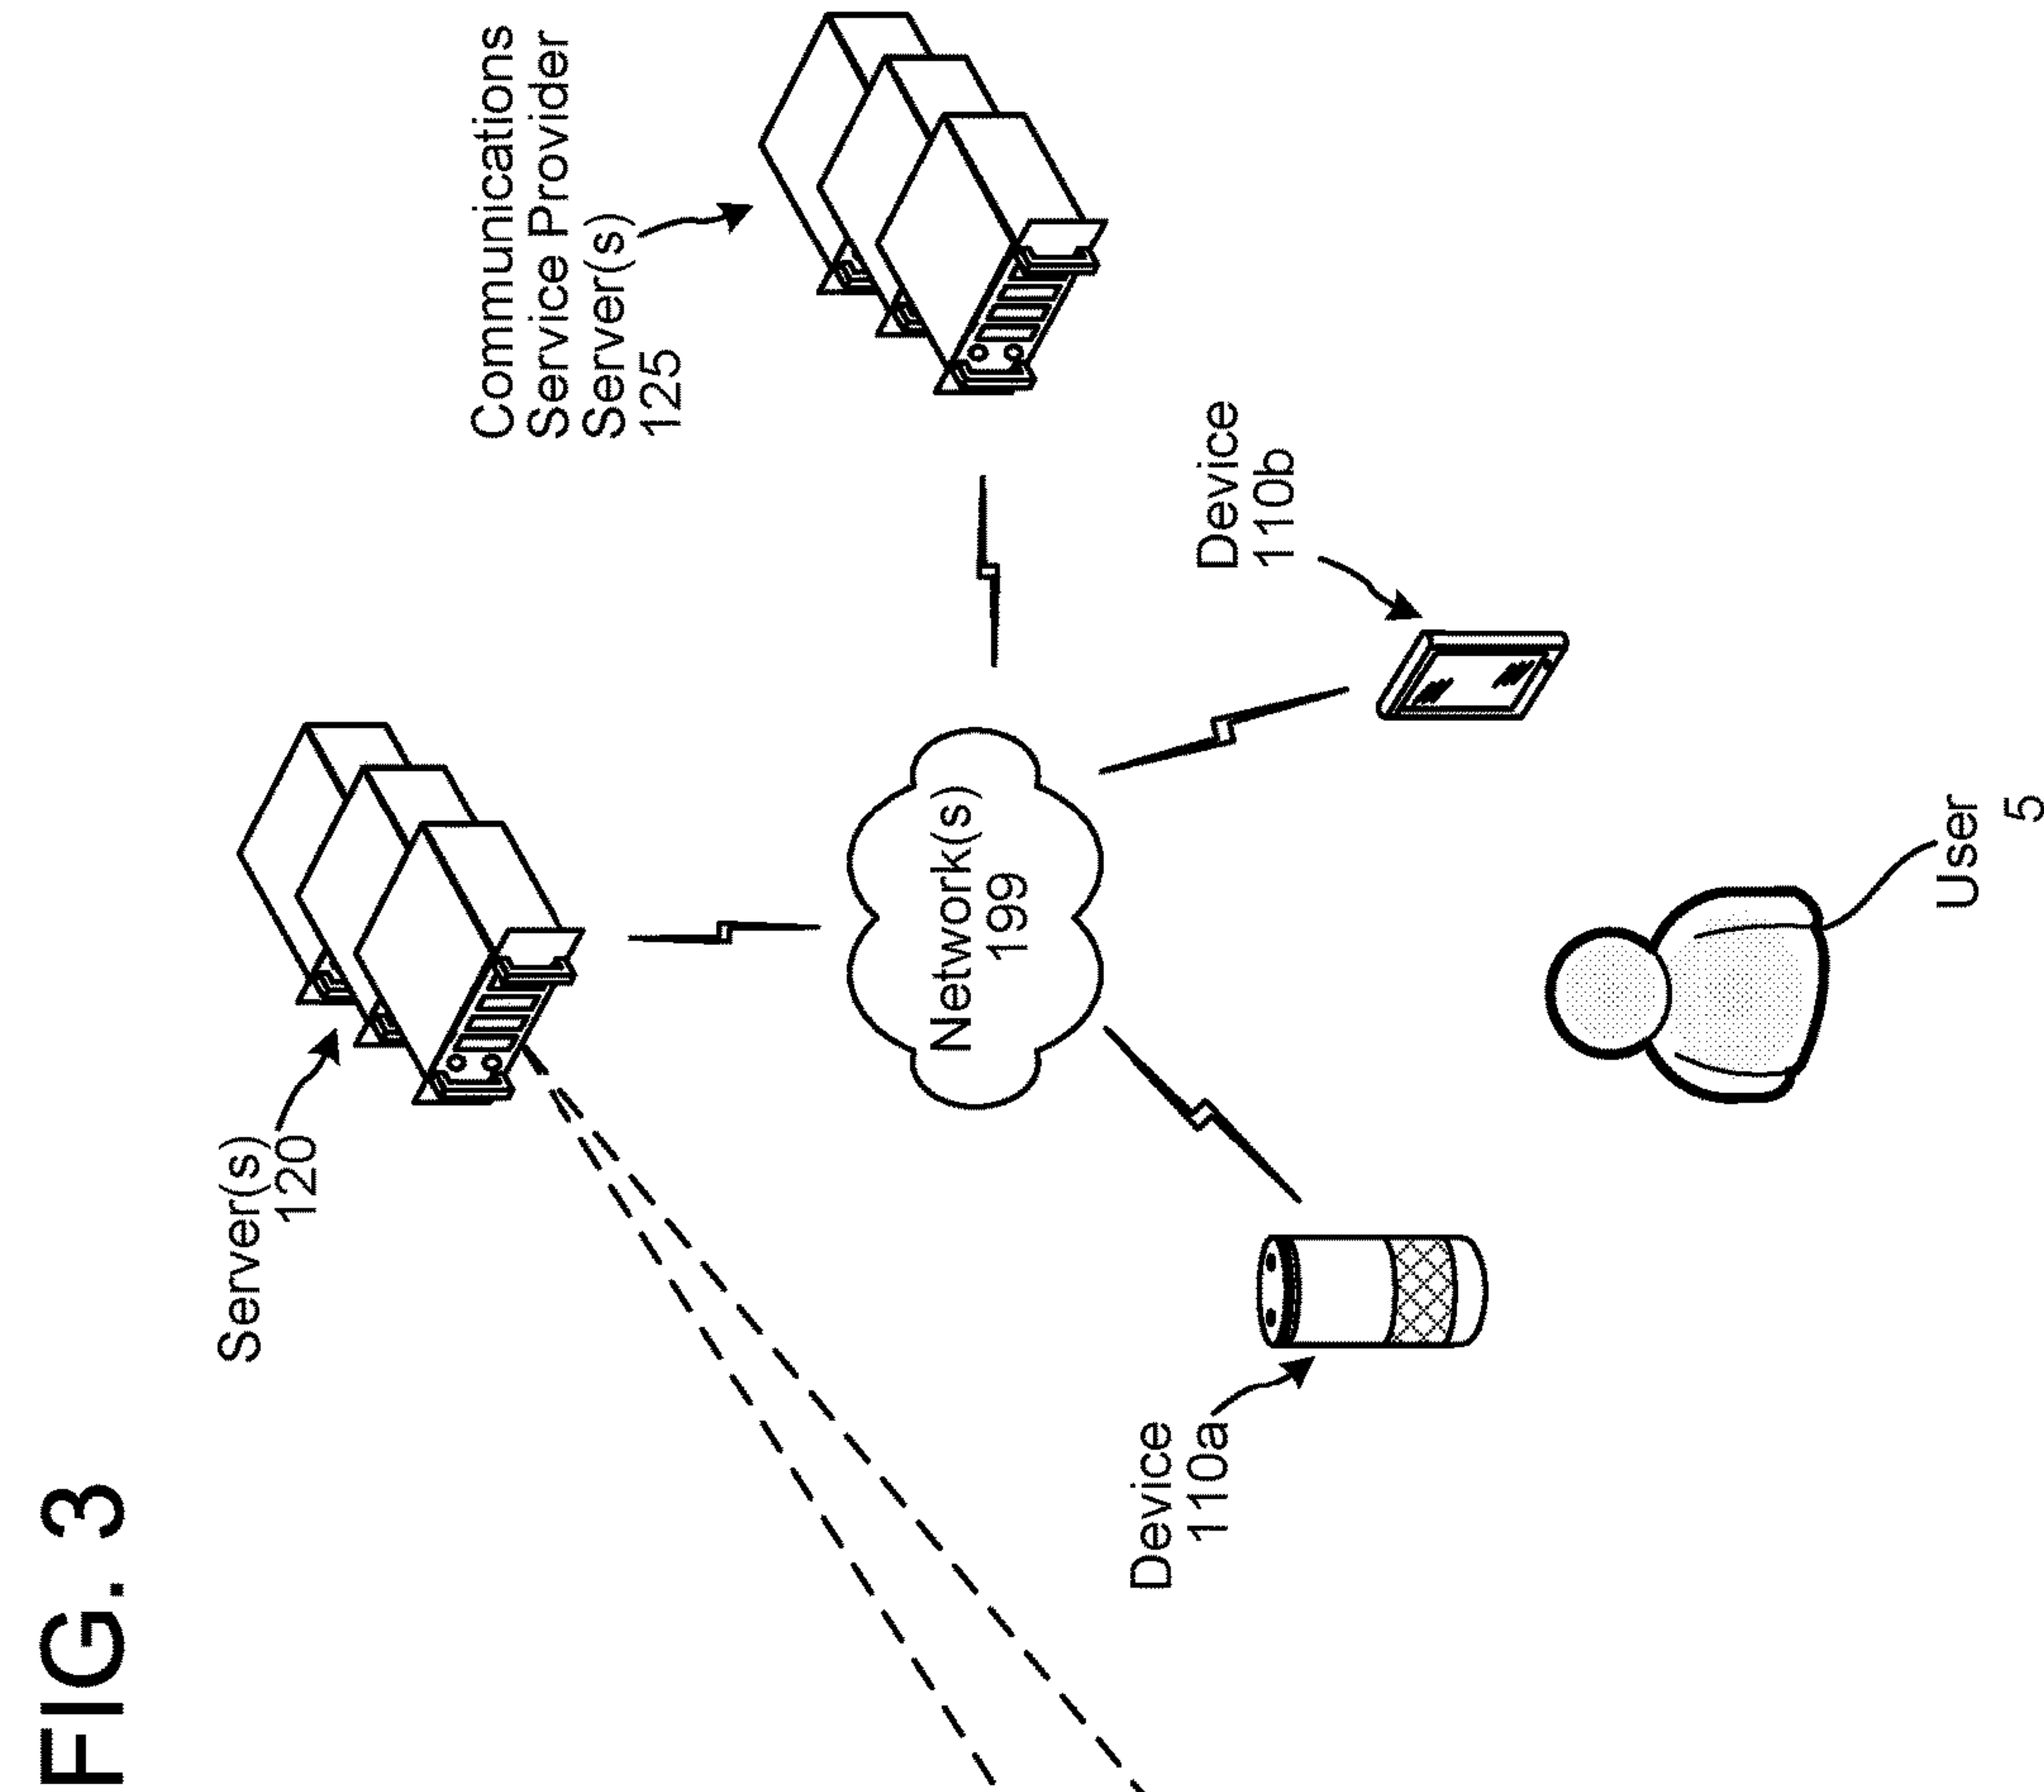 FIG. 3
Server(s)
120
Communications
Service Provider
Server(s)
125
Network(s)
199
Device
110a
Device
110b
User
5